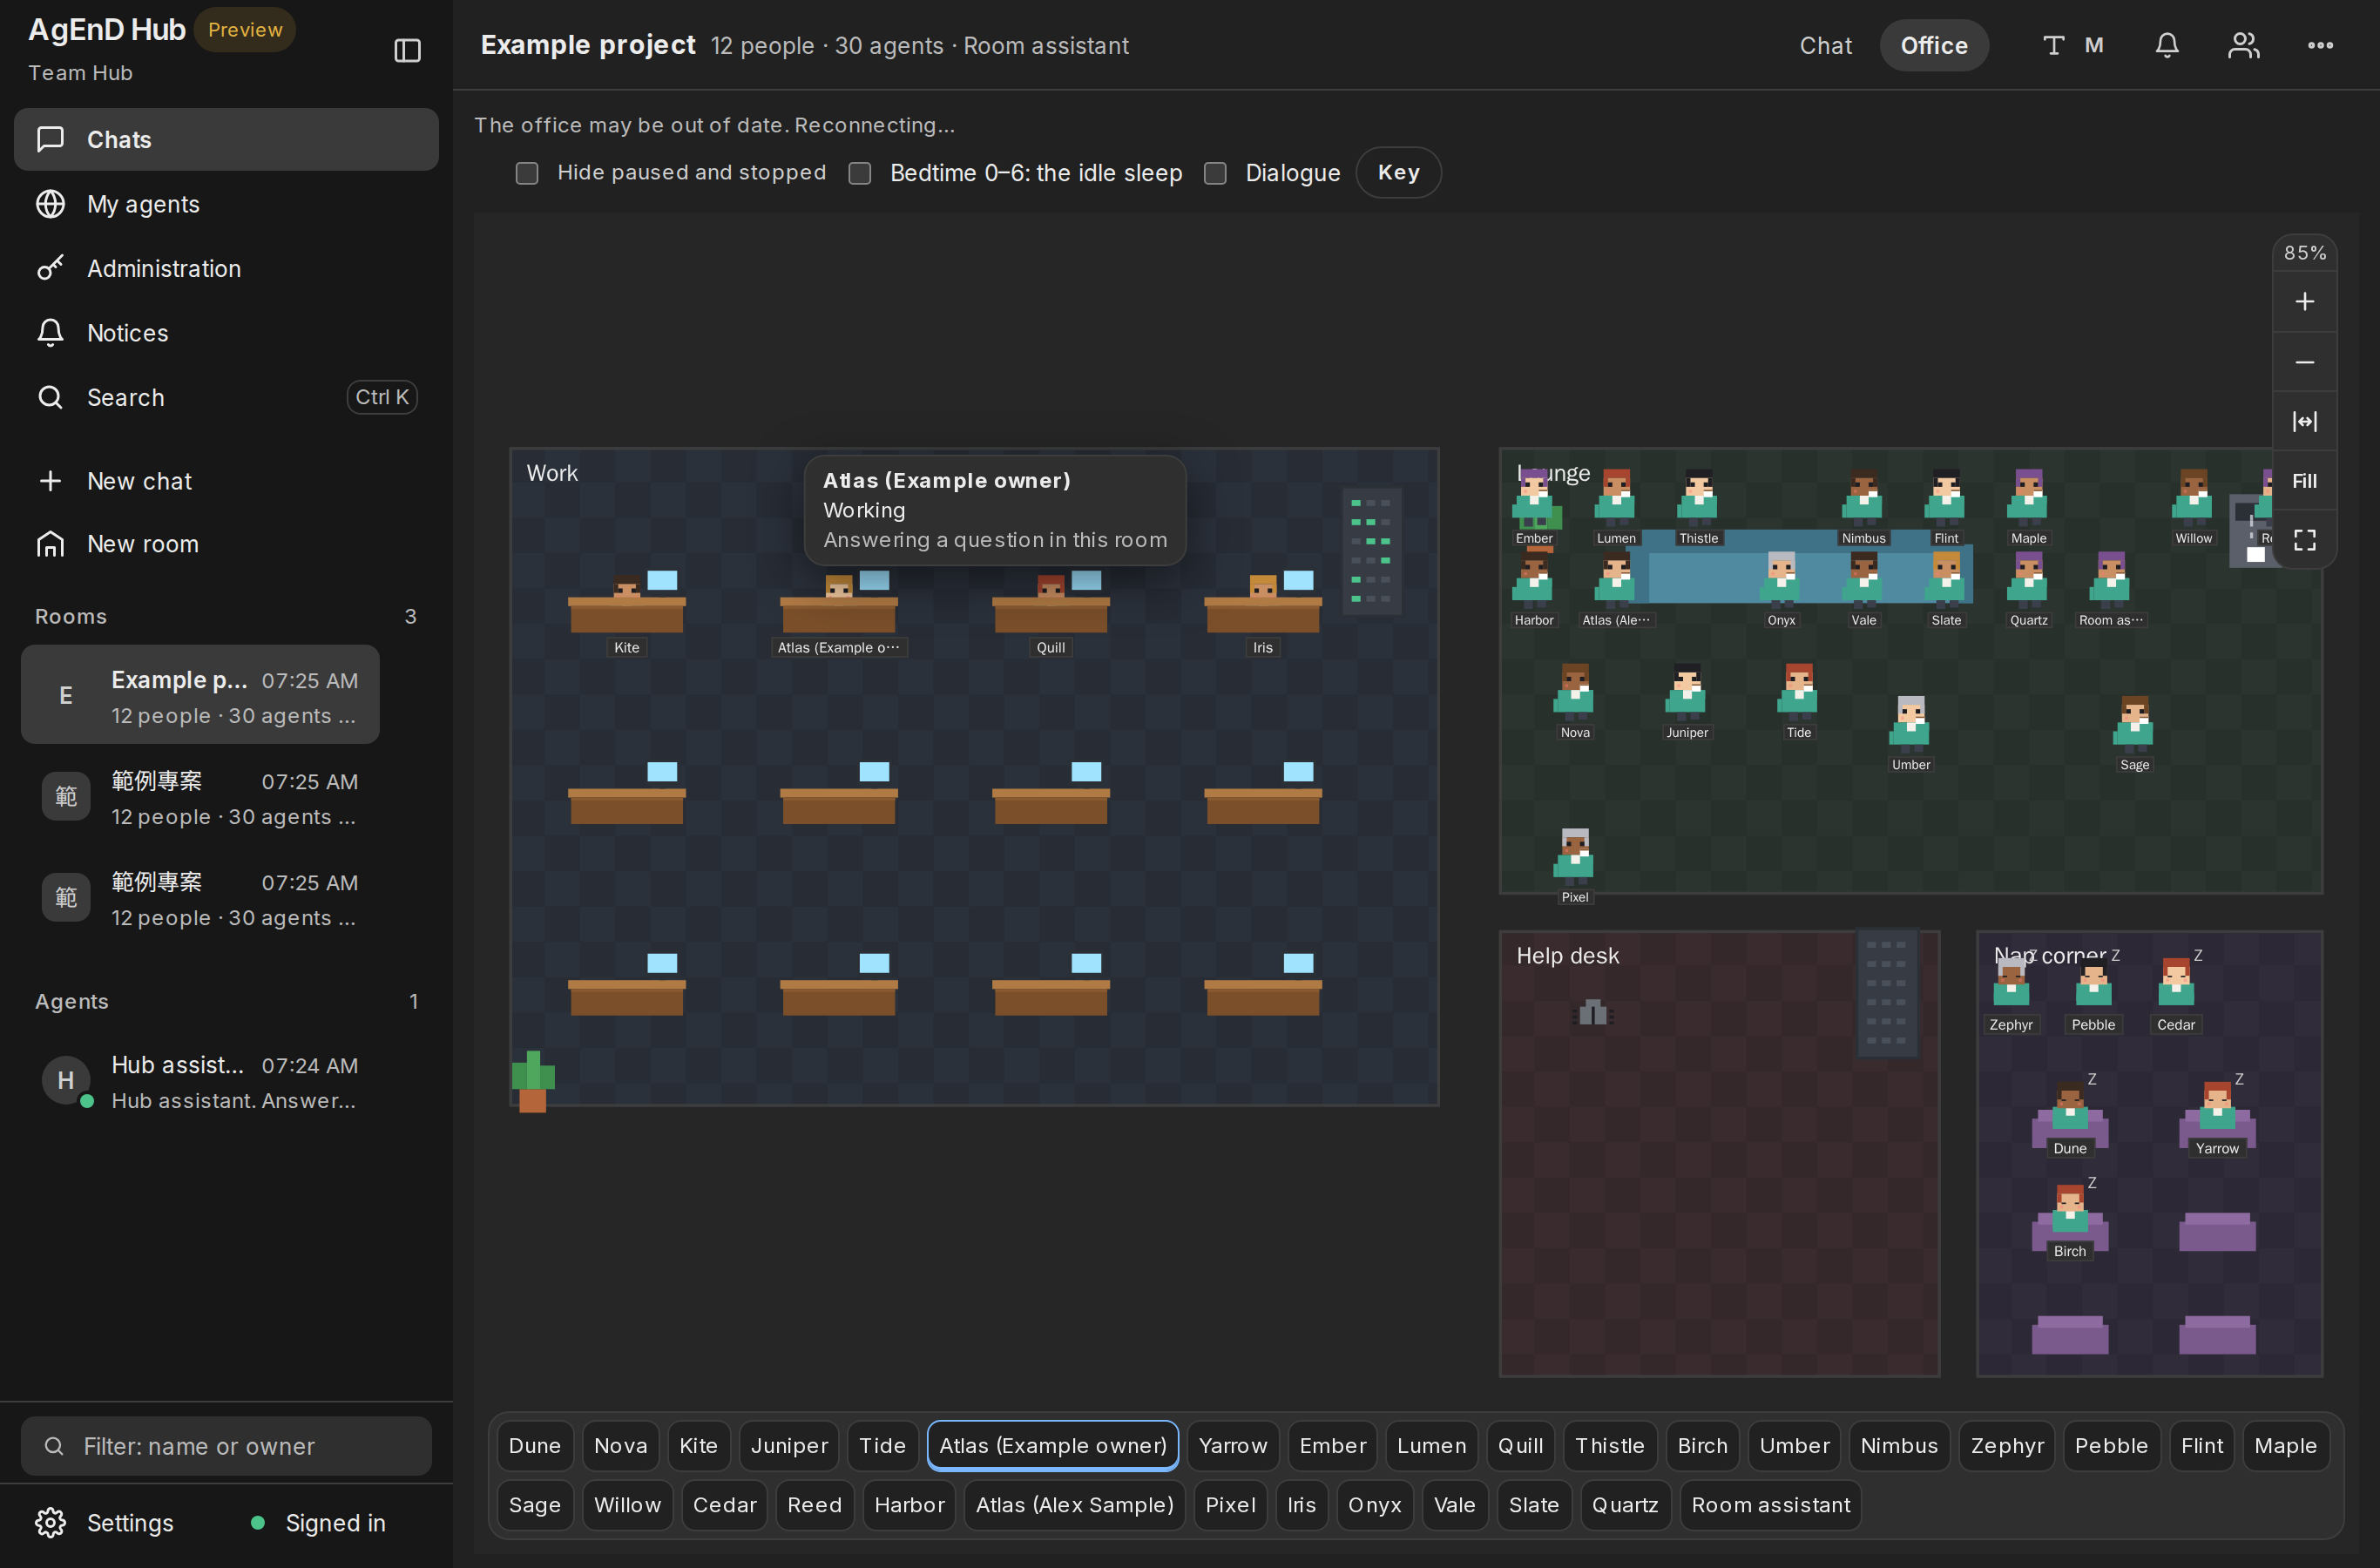 AgEnD Hub Preview
Team Hub
Chats
My agents
Administration
Notices
Search Ctrl K
New chat
New room
Rooms 3
E Example p... 07:25 AM
12 people · 30 agents ...
範 範例專案 07:25 AM
12 people · 30 agents ...
範 範例專案 07:25 AM
12 people · 30 agents ...
Agents 1
H Hub assist... 07:24 AM
Hub assistant. Answer...
Filter: name or owner
Settings Signed in
Example project 12 people · 30 agents · Room assistant
Chat Office M
The office may be out of date. Reconnecting...
Hide paused and stopped Bedtime 0–6: the idle sleep Dialogue Key
85%
Fill
Work
Atlas (Example owner)
Working
Answering a question in this room
Kite Atlas (Example o··· Quill Iris
Lounge
Ember Lumen Thistle Nimbus Flint Maple Willow
Harbor Atlas (Ale··· Onyx Vale Slate Quartz Room as···
Nova Juniper Tide
Umber Sage
Pixel
Help desk
Nap corner
Z Z Z
Zephyr Pebble Cedar
Z Z
Dune Yarrow
Z
Birch
Dune Nova Kite Juniper Tide Atlas (Example owner) Yarrow Ember Lumen Quill Thistle Birch Umber Nimbus Zephyr Pebble Flint Maple
Sage Willow Cedar Reed Harbor Atlas (Alex Sample) Pixel Iris Onyx Vale Slate Quartz Room assistant